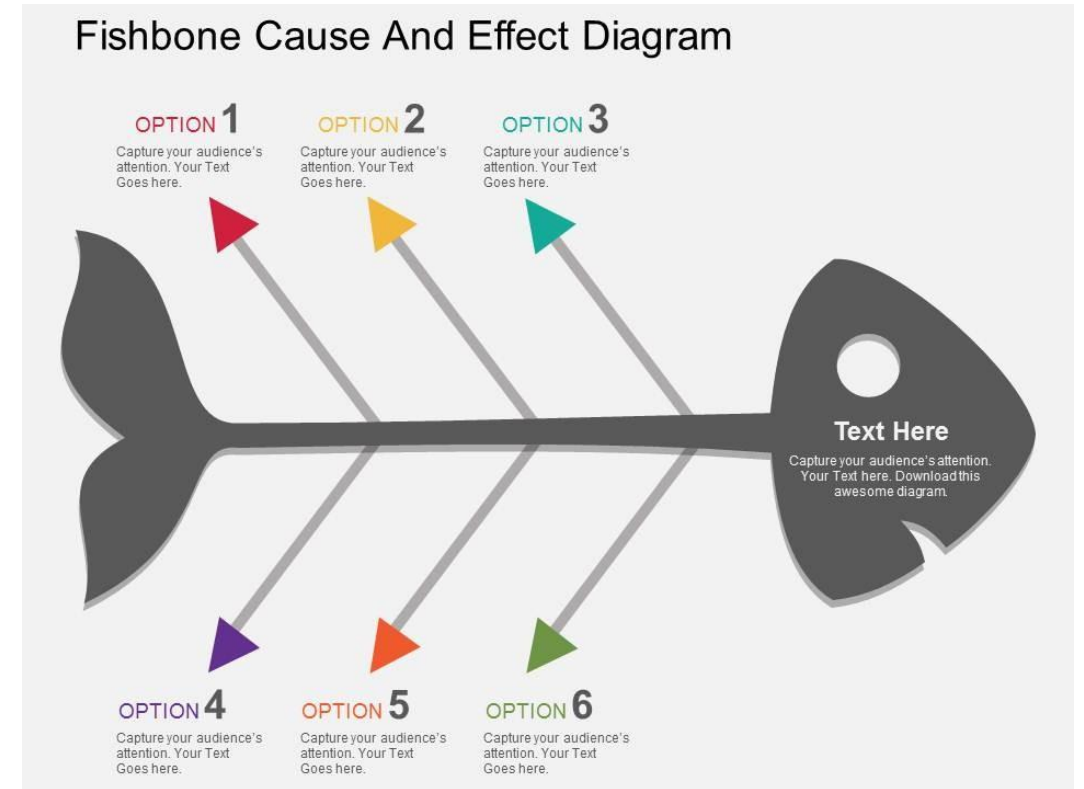 Fishbone Cause And Effect Diagram
OPTION 1
Capture your audience's
attention. Your Text
Goes here.
OPTION 2
Capture your audience's
attention. Your Text
Goes here.
OPTION 3
Capture your audience's
attention. Your Text
Goes here.
Text Here
Capture your audience's attention.
Your Text here. Download this
awesome diagram.
OPTION 4
Capture your audience's
attention. Your Text
Goes here.
OPTION 5
Capture your audience's
attention. Your Text
Goes here.
OPTION 6
Capture your audience's
attention. Your Text
Goes here.